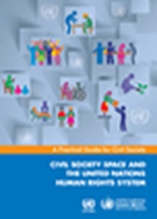 A Practical Guide for Civil Society
CIVIL SOCIETY SPACE AND
THE UNITED NATIONS
HUMAN RIGHTS SYSTEM